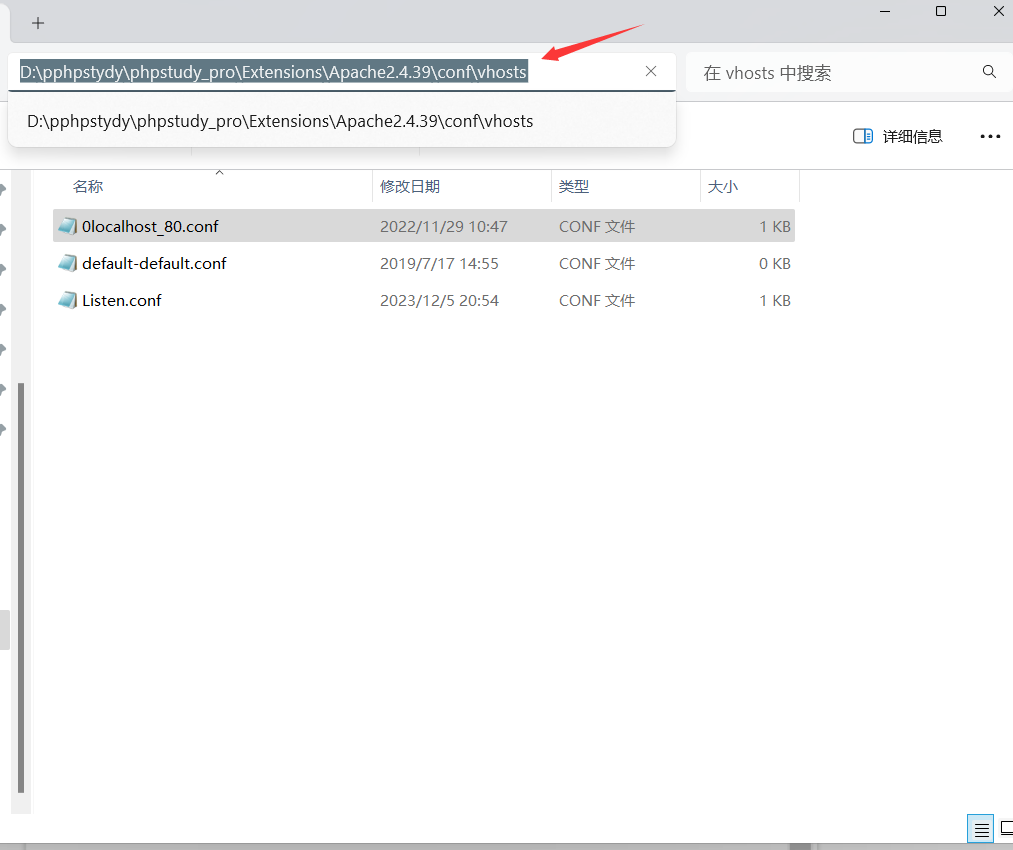 D:\pphpstydy\phpstudy_pro\Extensions\Apache2.4.39\conf\vhosts
在 vhosts 中搜索
D:\pphpstydy\phpstudy_pro\Extensions\Apache2.4.39\conf\vhosts
详细信息
名称 修改日期 类型 大小
0localhost_80.conf 2022/11/29 10:47 CONF 文件 1 KB
default-default.conf 2019/7/17 14:55 CONF 文件 0 KB
Listen.conf 2023/12/5 20:54 CONF 文件 1 KB